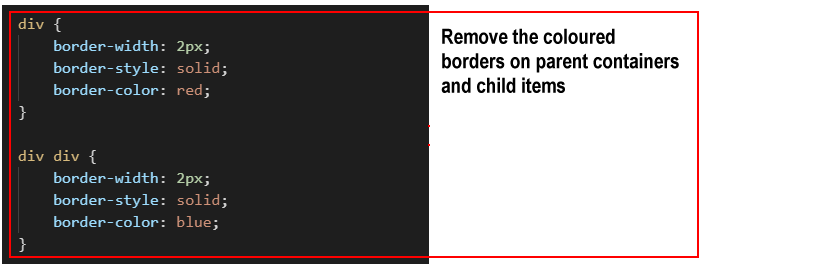 div {
    border-width: 2px;
    border-style: solid;
    border-color: red;
}
div div {
    border-width: 2px;
    border-style: solid;
    border-color: blue;
}
Remove the coloured
borders on parent containers
and child items